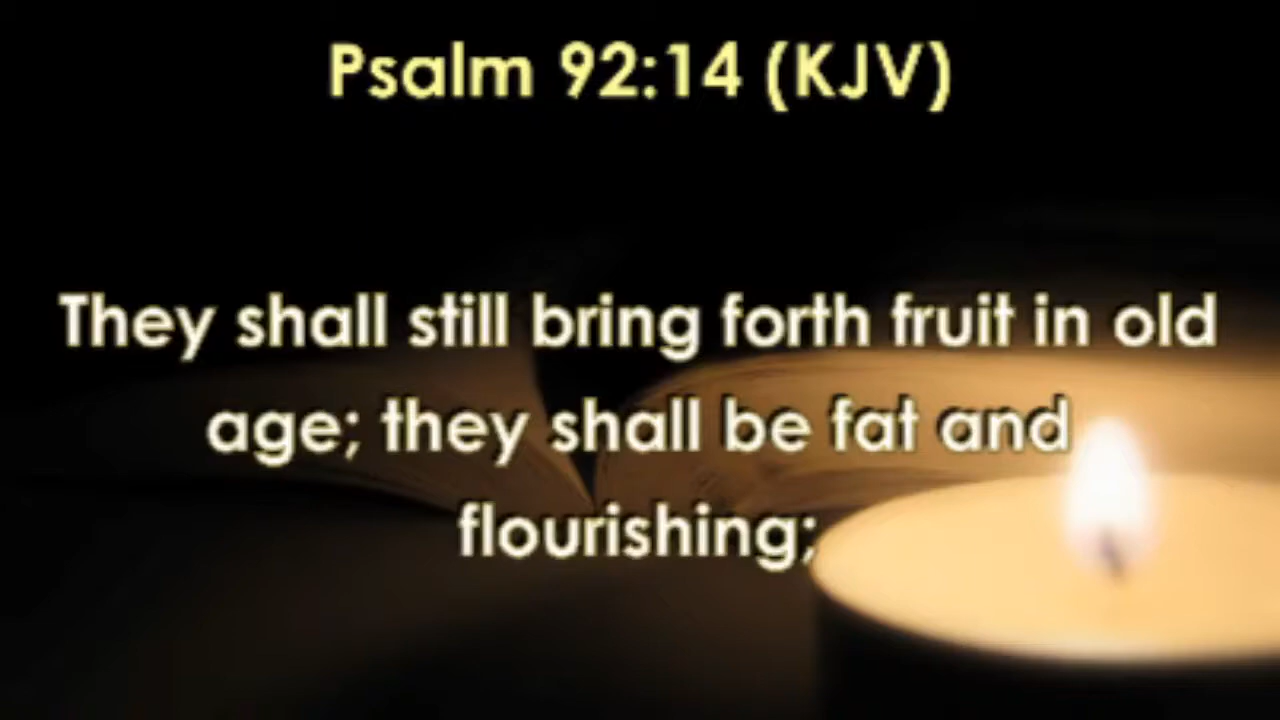 Psalm 92:14 (KJV)
They shall still bring forth fruit in old
age; they shall be fat and
flourishing;